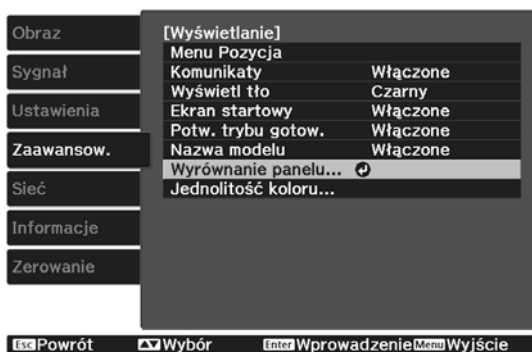 Obraz
Sygnał
Ustawienia
Zaawansow.
Sieć
Informacje
Zerowanie
[Wyświetlanie]
Menu Pozycja
Komunikaty Włączone
Wyświetl tło Czarny
Ekran startowy Włączone
Potw. trybu gotow. Włączone
Nazwa modelu Włączone
Wyrównanie panelu...
Jednolitość koloru...
Esc Powrót Wybór Enter Wprowadzenie Menu Wyjście